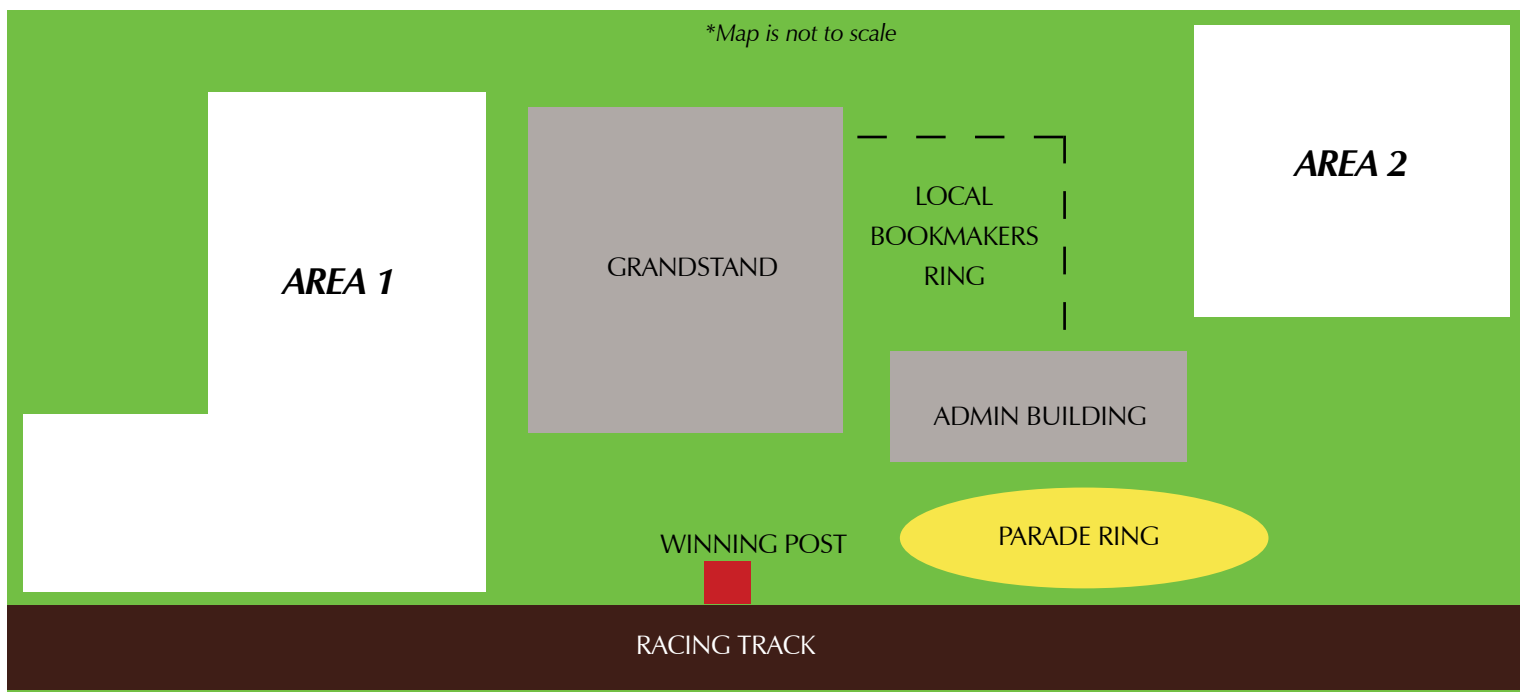 *Map is not to scale
AREA 1
GRANDSTAND
LOCAL
BOOKMAKERS
RING
AREA 2
ADMIN BUILDING
WINNING POST
PARADE RING
RACING TRACK